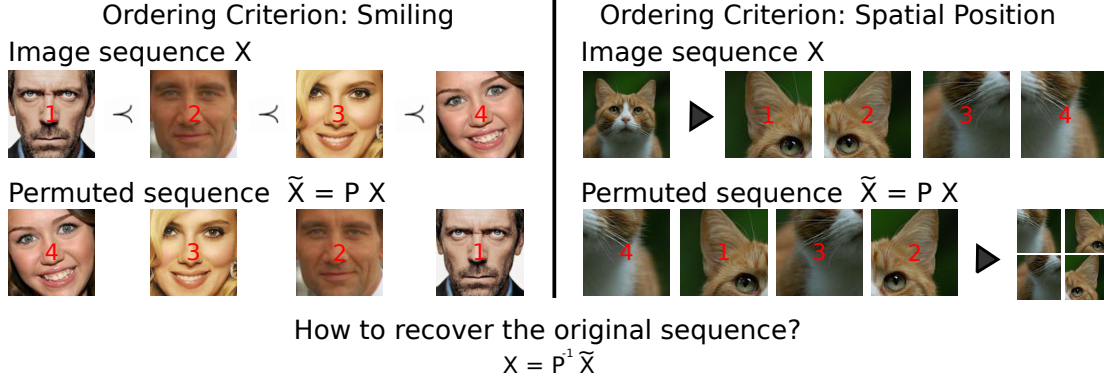 Ordering Criterion: Smiling
Image sequence X
1 ≺ 2 ≺ 3 ≺ 4
Permuted sequence X̃ = P X
4 3 2 1
Ordering Criterion: Spatial Position
Image sequence X
1 2 3 4
Permuted sequence X̃ = P X
4 1 3 2
How to recover the original sequence?
X = P⁻¹ X̃